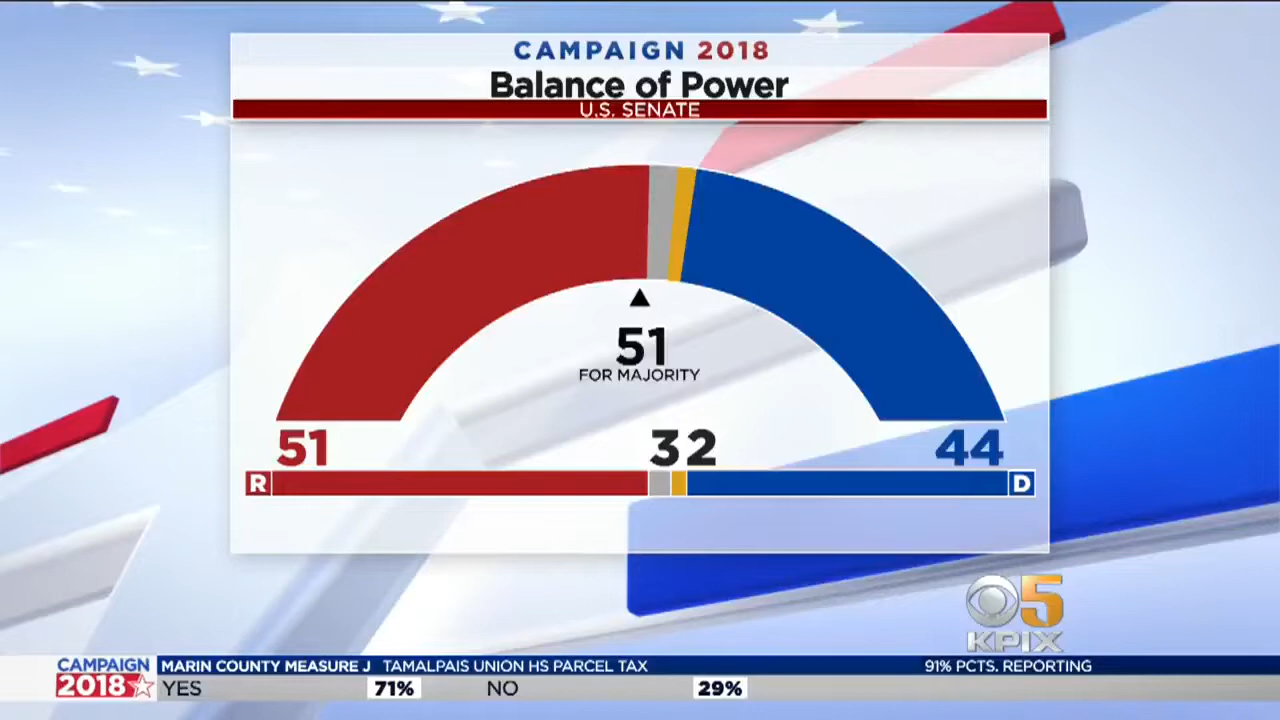 CAMPAIGN 2018
Balance of Power
U.S. SENATE
51
FOR MAJORITY
51 3 2 44
R D
5
KPIX
CAMPAIGN 2018
MARIN COUNTY MEASURE J TAMALPAIS UNION HS PARCEL TAX 91% PCTS. REPORTING
YES 71% NO 29%